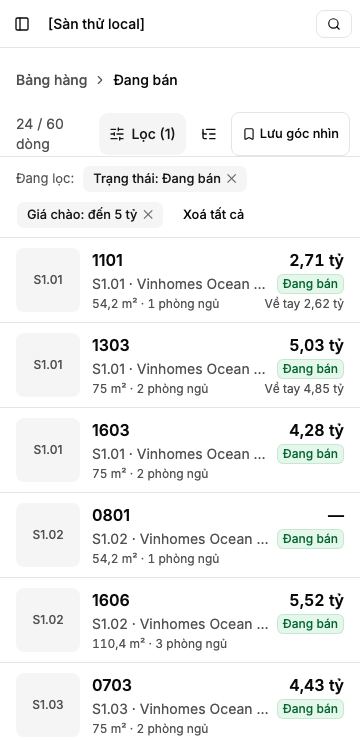 [Sàn thử local]
Bảng hàng > Đang bán
24 / 60 dòng
Lọc (1)
Lưu góc nhìn
Đang lọc: Trạng thái: Đang bán ×
Giá chào: đến 5 tỷ × Xoá tất cả
S1.01
1101 2,71 tỷ
S1.01 · Vinhomes Ocean ... Đang bán
54,2 m² · 1 phòng ngủ Về tay 2,62 tỷ
S1.01
1303 5,03 tỷ
S1.01 · Vinhomes Ocean ... Đang bán
75 m² · 2 phòng ngủ Về tay 4,85 tỷ
S1.01
1603 4,28 tỷ
S1.01 · Vinhomes Ocean ... Đang bán
75 m² · 2 phòng ngủ
S1.02
0801 —
S1.02 · Vinhomes Ocean ... Đang bán
54,2 m² · 1 phòng ngủ
S1.02
1606 5,52 tỷ
S1.02 · Vinhomes Ocean ... Đang bán
110,4 m² · 3 phòng ngủ
S1.03
0703 4,43 tỷ
S1.03 · Vinhomes Ocean ... Đang bán
75 m² · 2 phòng ngủ